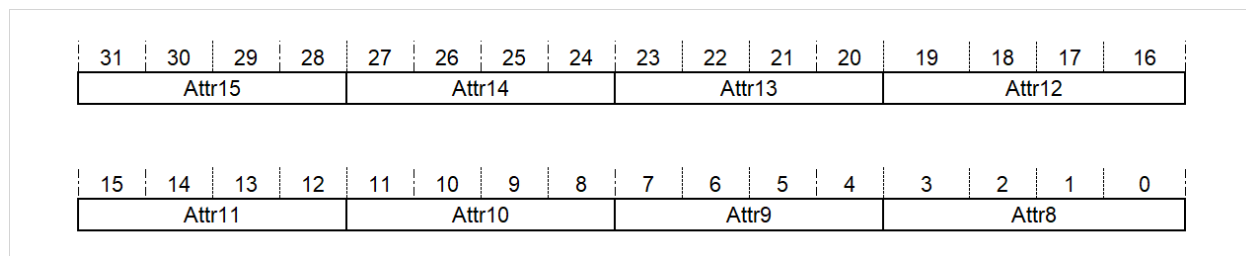 31 30 29 28 27 26 25 24 23 22 21 20 19 18 17 16
Attr15 Attr14 Attr13 Attr12
15 14 13 12 11 10 9 8 7 6 5 4 3 2 1 0
Attr11 Attr10 Attr9 Attr8